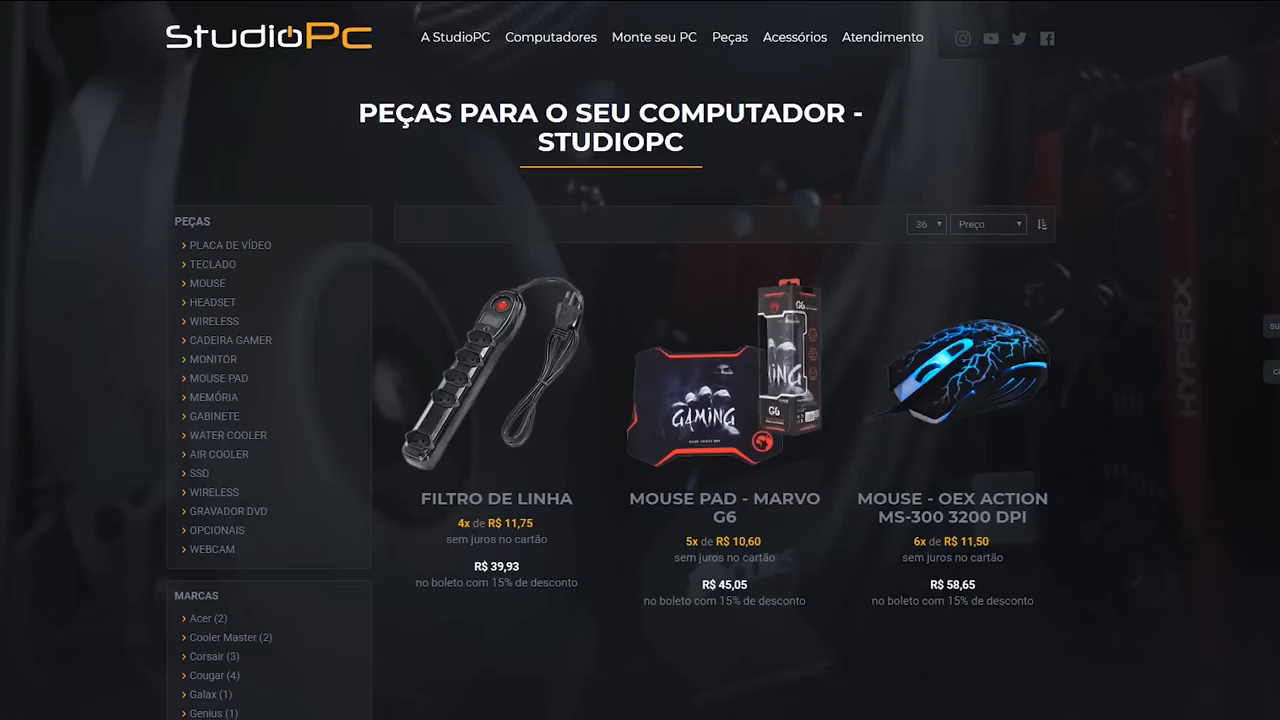 StudioPc
A StudioPC
Computadores
Monte seu PC
Peças
Acessórios
Atendimento
PEÇAS PARA O SEU COMPUTADOR -
STUDIOPC
PEÇAS
PLACA DE VÍDEO
TECLADO
MOUSE
HEADSET
WIRELESS
CADEIRA GAMER
MONITOR
MOUSE PAD
MEMÓRIA
GABINETE
WATER COOLER
AIR COOLER
SSD
WIRELESS
GRAVADOR DVD
OPCIONAIS
WEBCAM
MARCAS
Acer (2)
Cooler Master (2)
Corsair (3)
Cougar (4)
Galax (1)
Genius (1)
36
Preço
FILTRO DE LINHA
4x de R$ 11,75
sem juros no cartão
R$ 39,93
no boleto com 15% de desconto
GAMING
G6
G6
MOUSE PAD - MARVO
G6
5x de R$ 10,60
sem juros no cartão
R$ 45,05
no boleto com 15% de desconto
MOUSE - OEX ACTION
MS-300 3200 DPI
6x de R$ 11,50
sem juros no cartão
R$ 58,65
no boleto com 15% de desconto
HYPERX